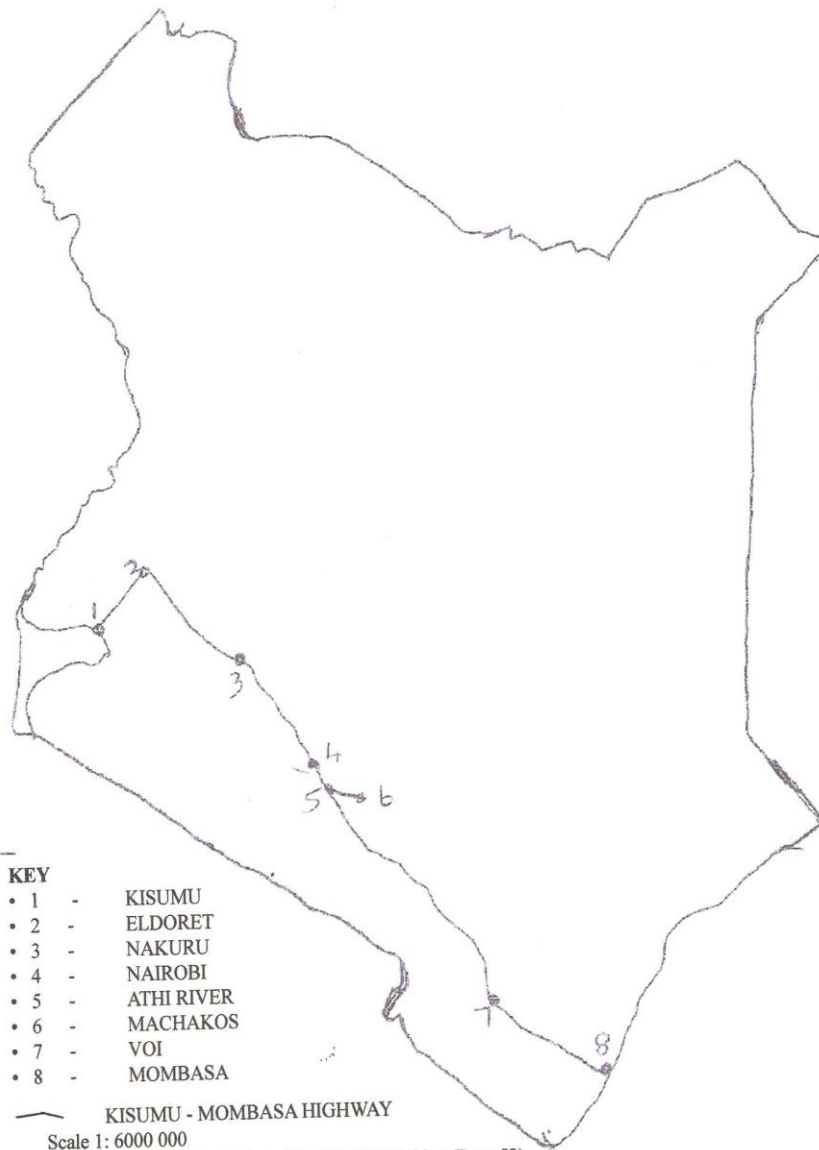 2
1
3
4
5
6
7
8
KEY
• 1 - KISUMU
• 2 - ELDORET
• 3 - NAKURU
• 4 - NAIROBI
• 5 - ATHI RIVER
• 6 - MACHAKOS
• 7 - VOI
• 8 - MOMBASA
KISUMU - MOMBASA HIGHWAY
Scale 1: 6000 000